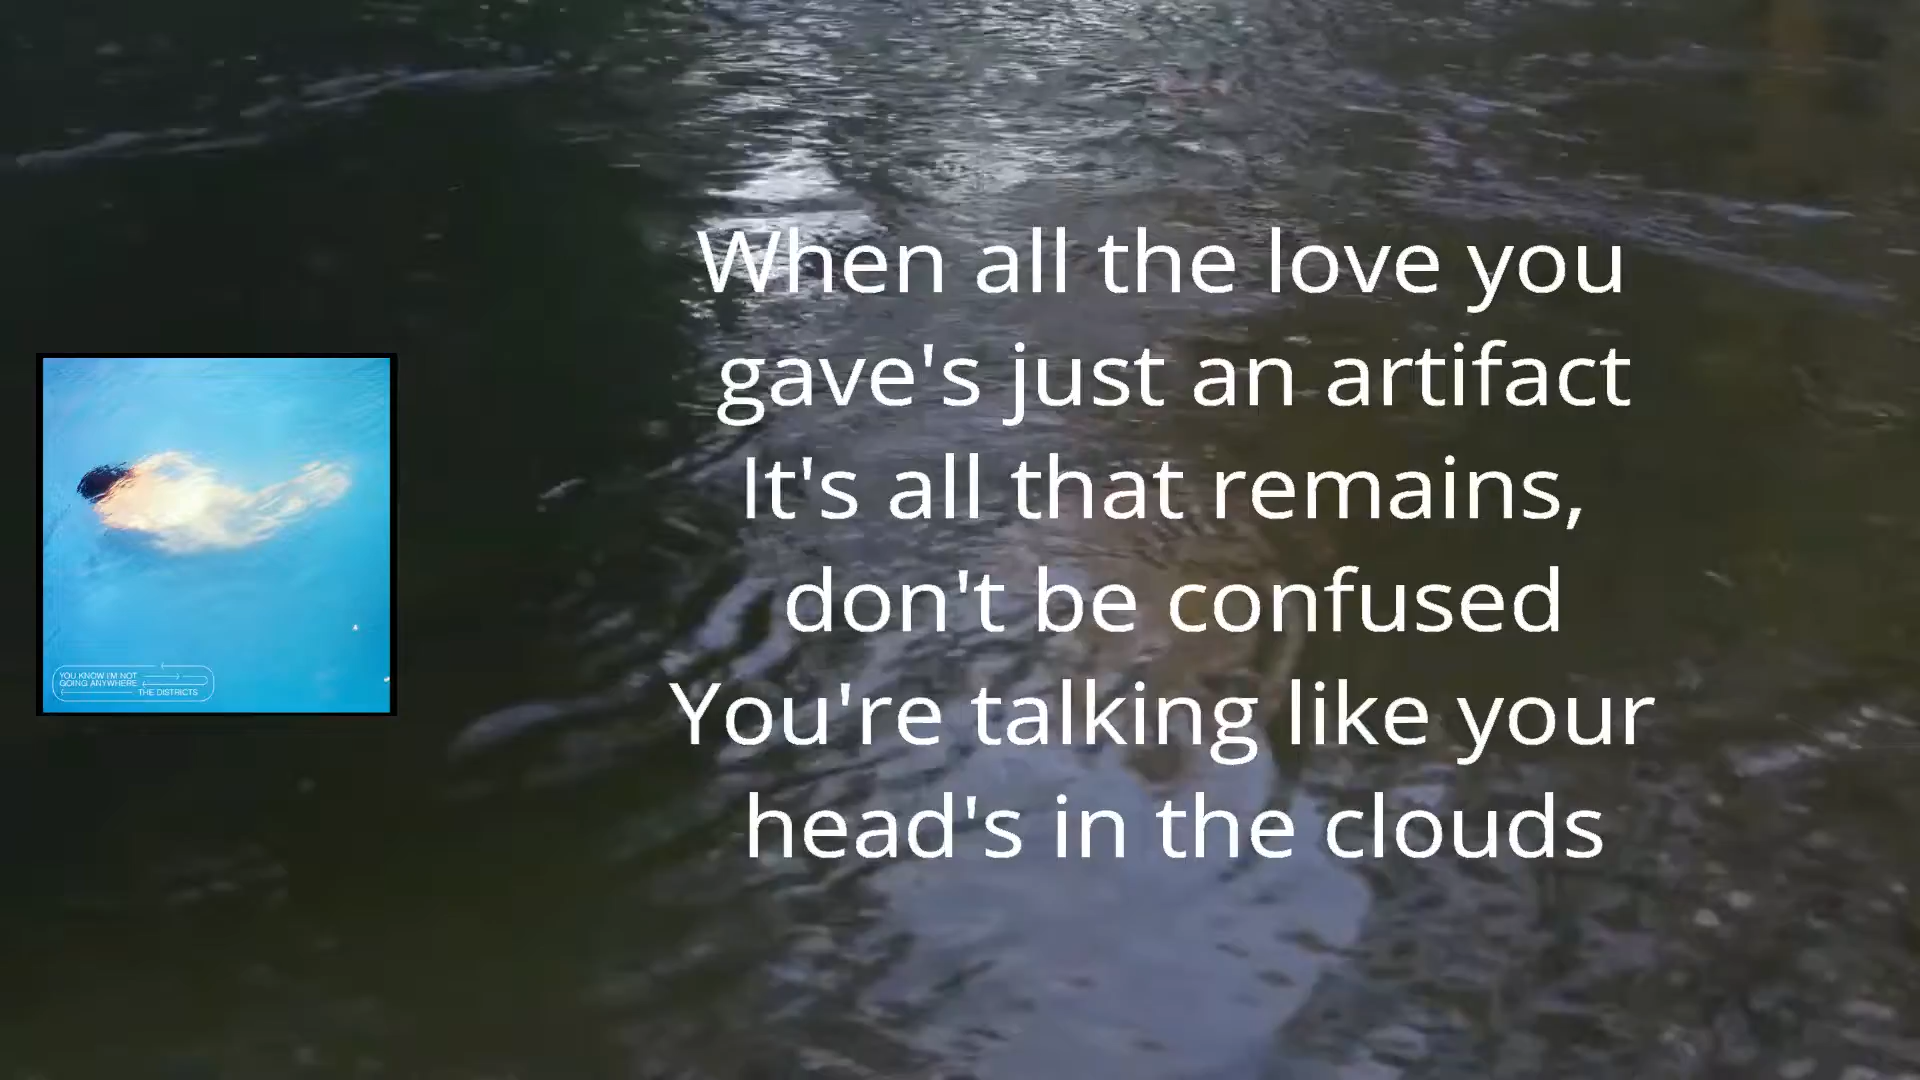 When all the love you
gave's just an artifact
It's all that remains,
don't be confused
You're talking like your
head's in the clouds
YOU KNOW I'M NOT
GOING ANYWHERE
THE DISTRICTS